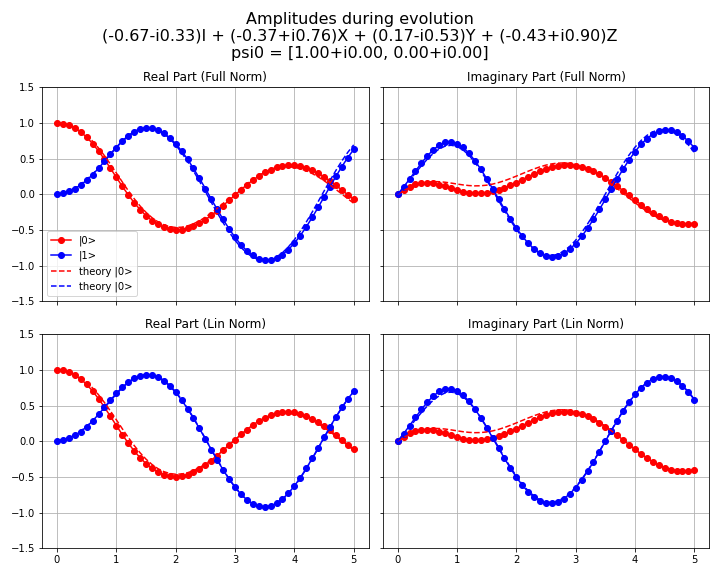 Amplitudes during evolution
(-0.67-i0.33)I + (-0.37+i0.76)X + (0.17-i0.53)Y + (-0.43+i0.90)Z
psi0 = [1.00+i0.00, 0.00+i0.00]
Real Part (Full Norm)
1.5
1.0
0.5
0.0
−0.5
−1.0
−1.5
|0>
|1>
theory |0>
theory |0>
Imaginary Part (Full Norm)
Real Part (Lin Norm)
1.5
1.0
0.5
0.0
−0.5
−1.0
−1.5
0 1 2 3 4 5
Imaginary Part (Lin Norm)
0 1 2 3 4 5